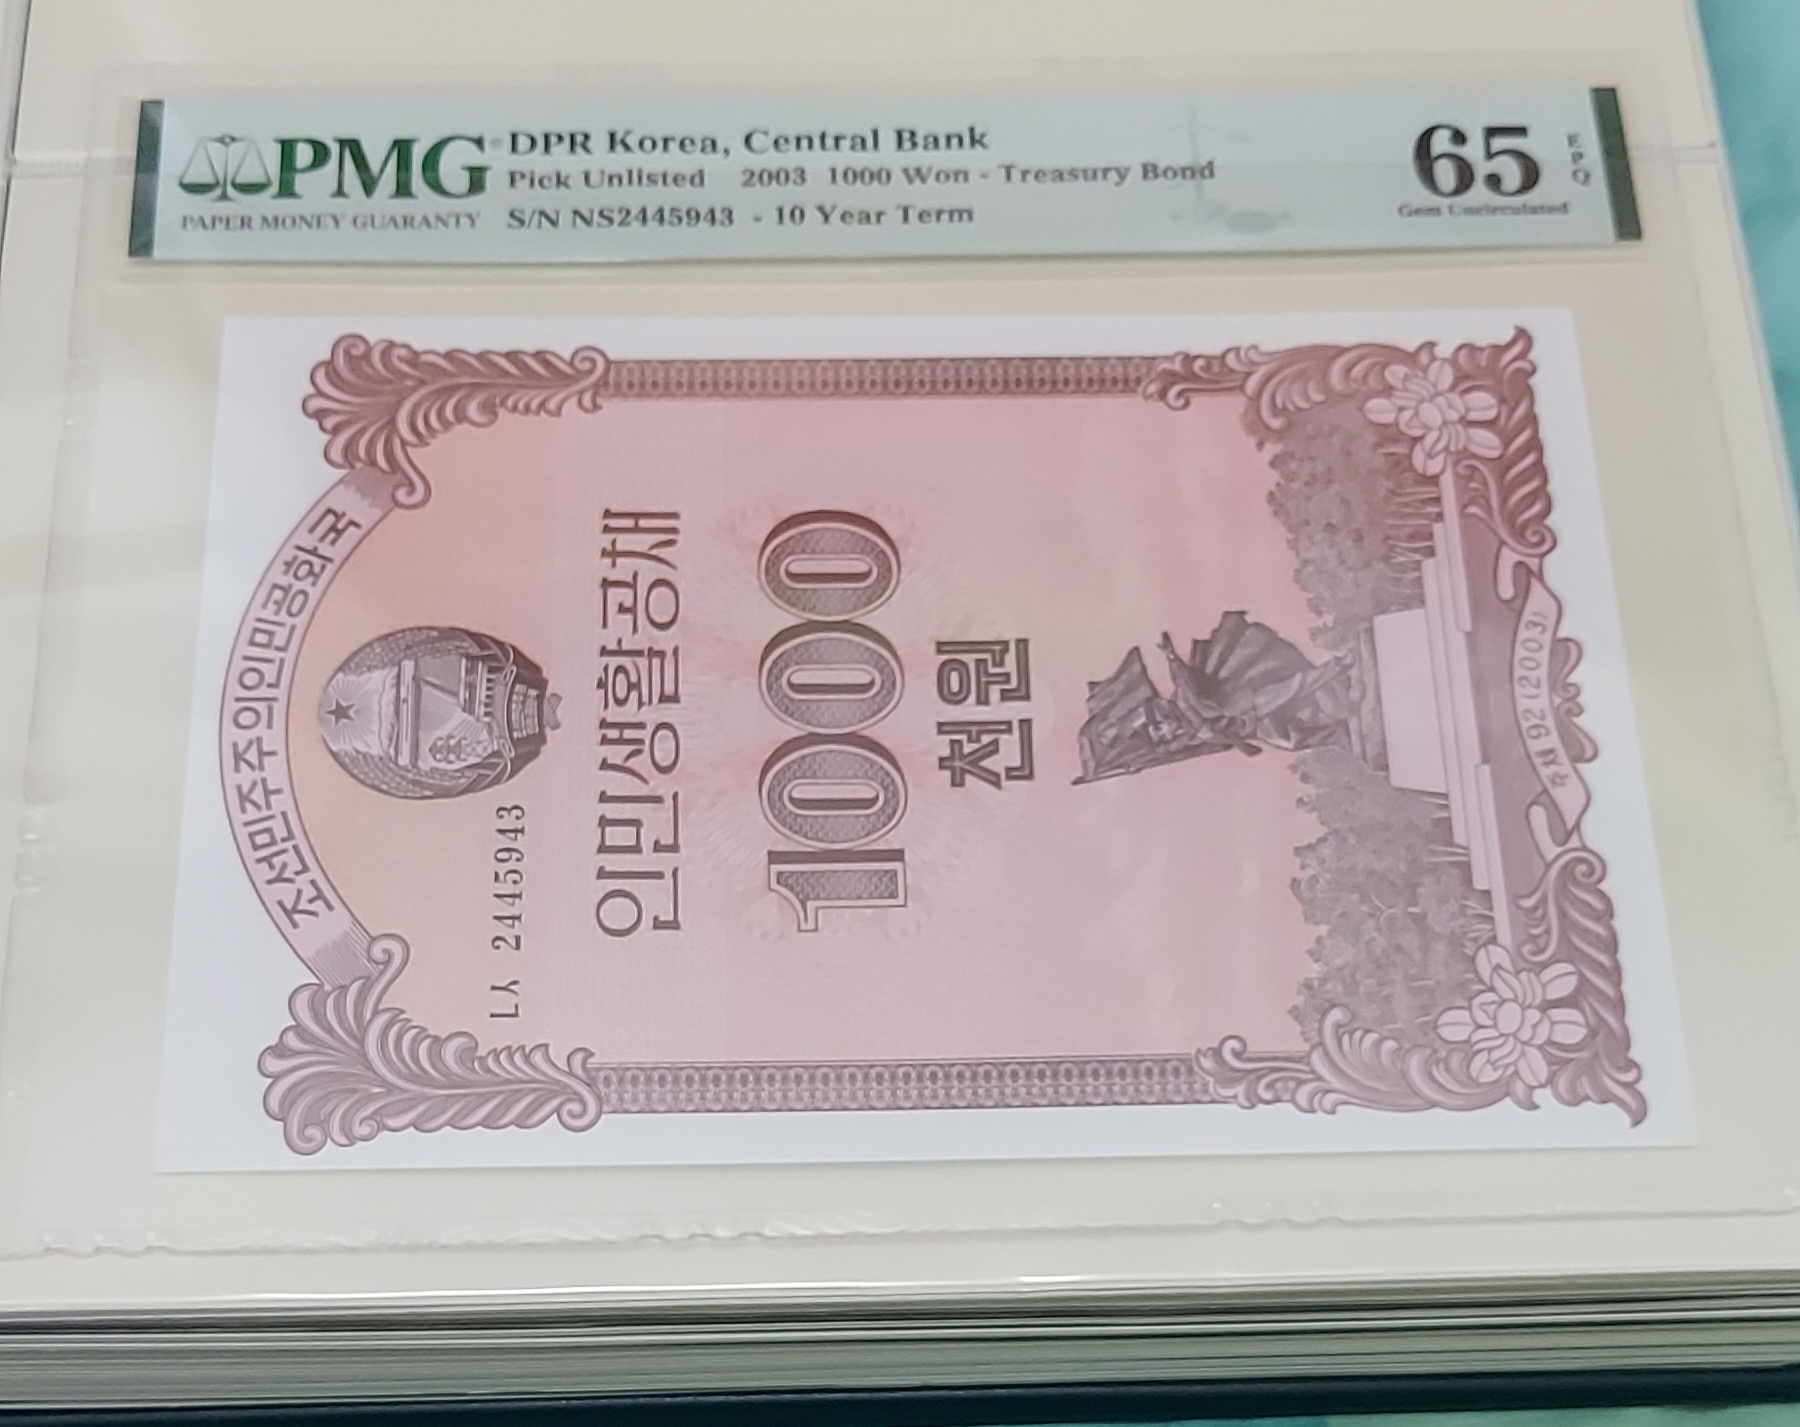 PMG
PAPER MONEY GUARANTY
DPR Korea, Central Bank
Pick Unlisted 2003 1000 Won - Treasury Bond
S/N NS2445943 - 10 Year Term
65
EPQ
Gem Uncirculated
조선민주주의인민공화국
ㄴㅅ 2445943
인민생활공채
1000
천원
주체92(2003)